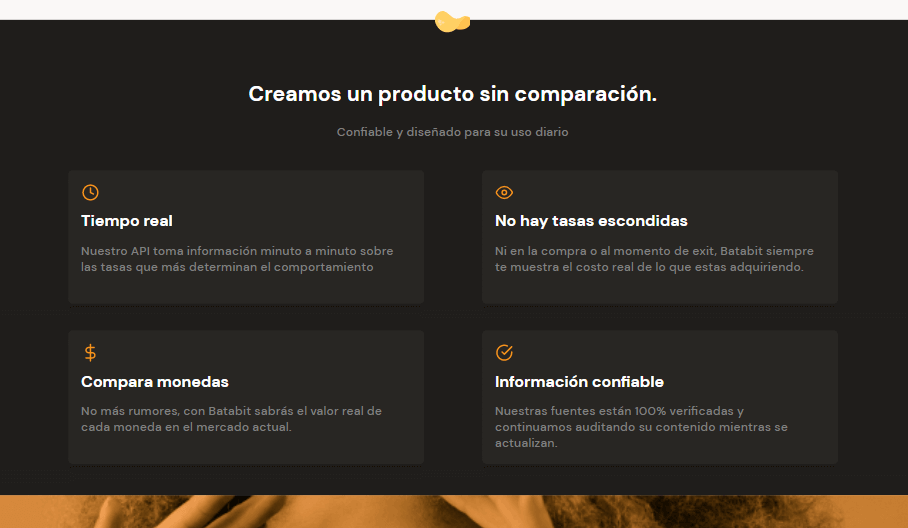 Creamos un producto sin comparación.
Confiable y diseñado para su uso diario
Tiempo real
Nuestro API toma información minuto a minuto sobre
las tasas que más determinan el comportamiento
No hay tasas escondidas
Ni en la compra o al momento de exit, Batabit siempre
te muestra el costo real de lo que estas adquiriendo.
Compara monedas
No más rumores, con Batabit sabrás el valor real de
cada moneda en el mercado actual.
Información confiable
Nuestras fuentes están 100% verificadas y
continuamos auditando su contenido mientras se
actualizan.